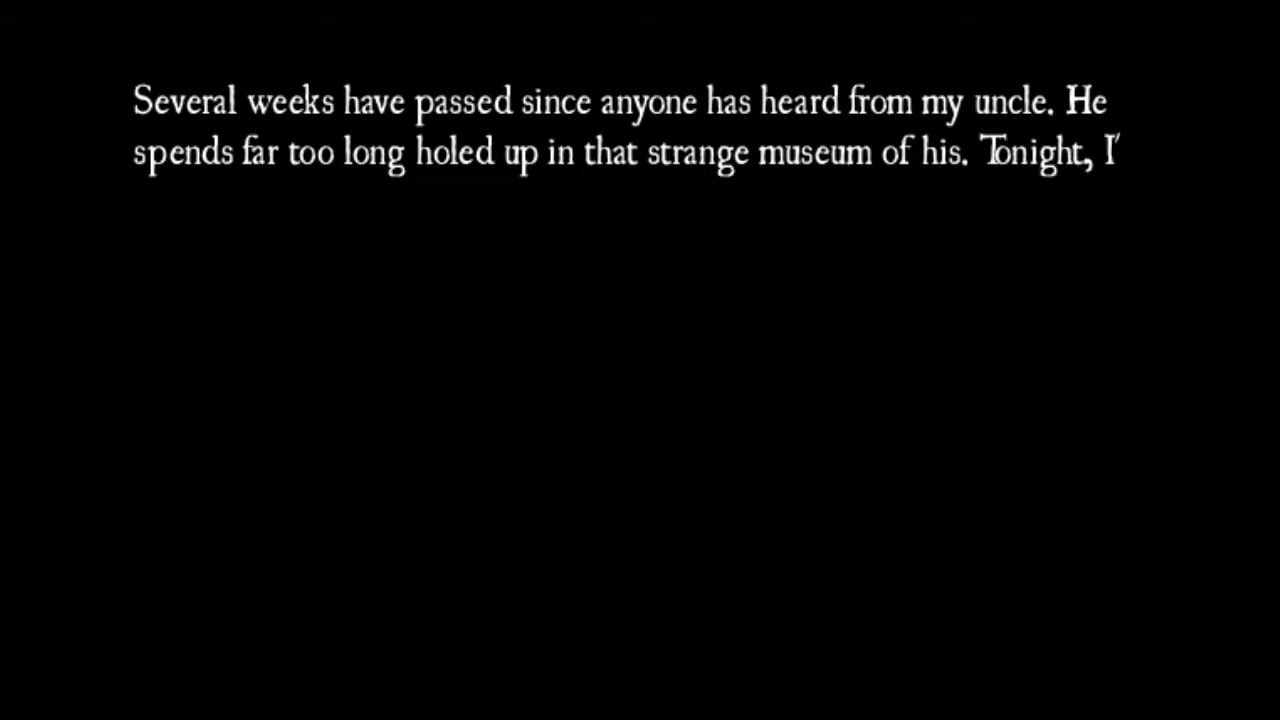 Several weeks have passed since anyone has heard from my uncle. He
spends far too long holed up in that strange museum of his. Tonight, I'